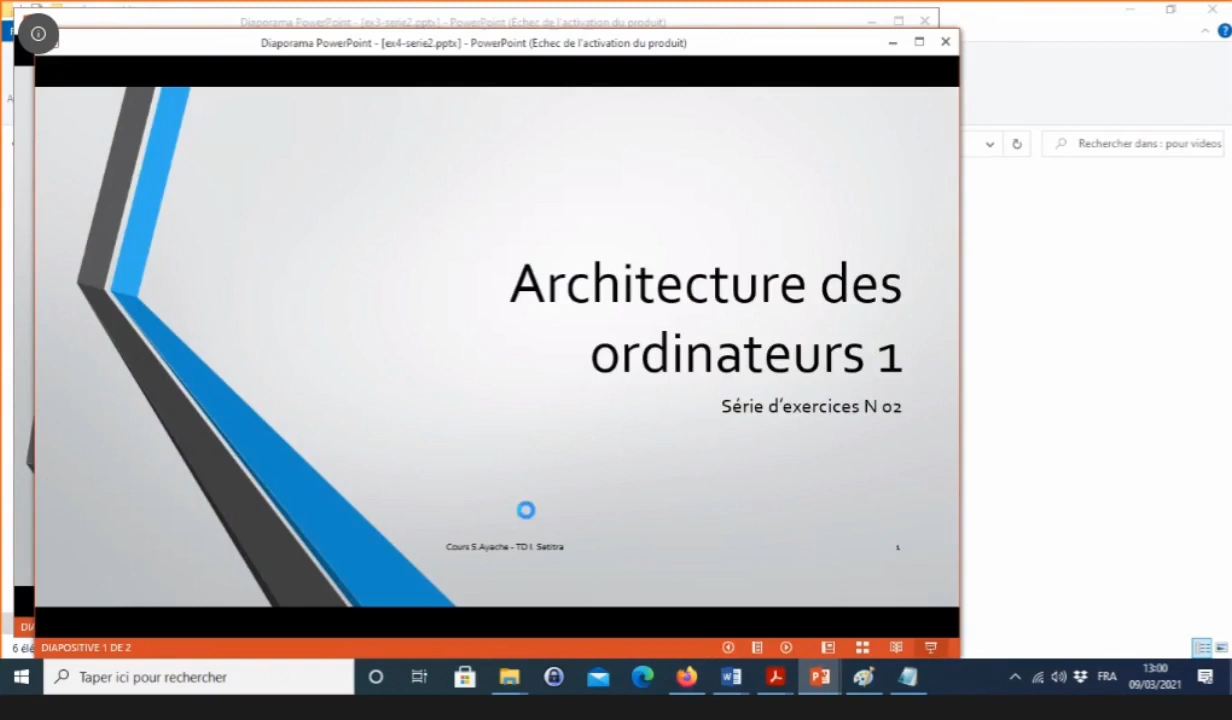 Diaporama PowerPoint - [ex3-serie2.pptx] - PowerPoint (Echec de l'activation du produit)
Diaporama PowerPoint - [ex4-serie2.pptx] - PowerPoint (Echec de l'activation du produit)
Rechercher dans : pour videos
Architecture des
ordinateurs 1
Série d'exercices N 02
Cours S.Ayache - TD I. Setitra
1
DIAPOSITIVE 1 DE 2
Taper ici pour rechercher
FRA
13:00
09/03/2021